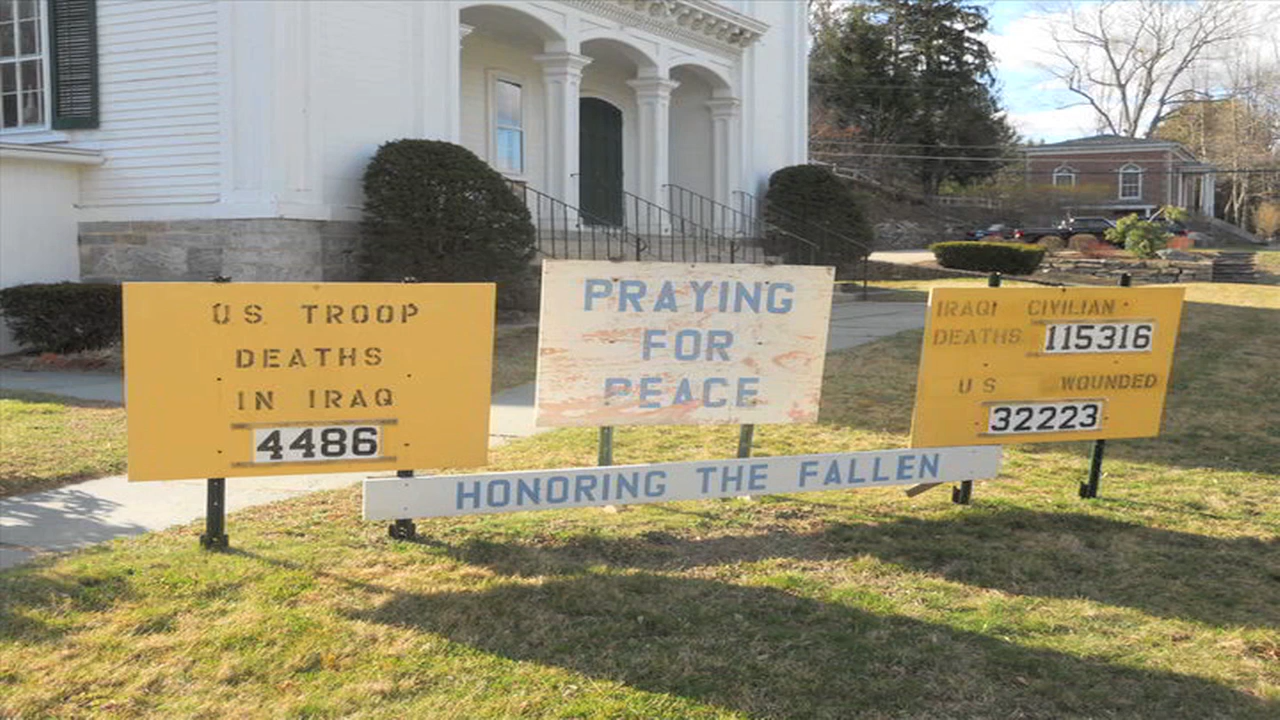 U.S. TROOP
DEATHS
IN IRAQ
4486
PRAYING
FOR
PEACE
HONORING THE FALLEN
IRAQI CIVILIAN
DEATHS 115316
U S WOUNDED
32223